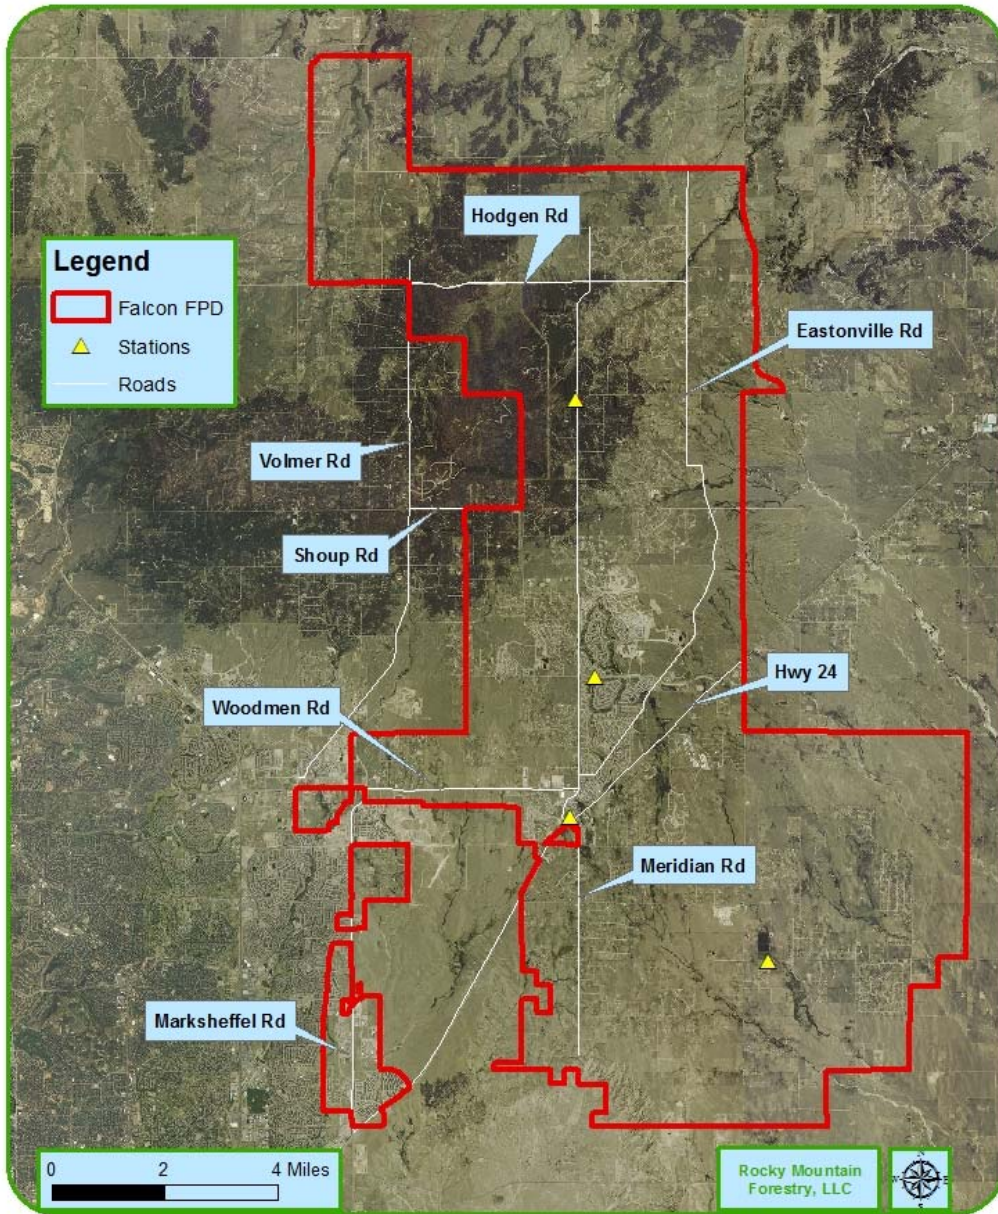 Hodgen Rd
Legend
Falcon FPD
Stations
Roads
Eastonville Rd
Volmer Rd
Shoup Rd
Hwy 24
Woodmen Rd
Meridian Rd
Marksheffel Rd
0 2 4 Miles
Rocky Mountain
Forestry, LLC
N
W E
S